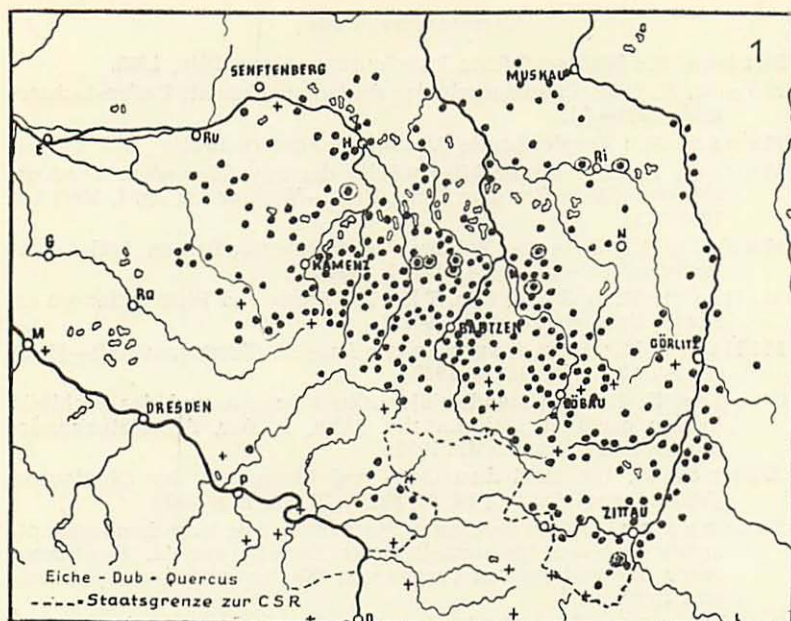 1
SENFTENBERG
MUSKAU
E
RU
H
Ri
G
KAMENZ
N
RO
M
BAUTZEN
GÖRLITZ
DRESDEN
LÖBAU
P
ZITTAU
Eiche - Dub - Quercus
Staatsgrenze zur CSR
D